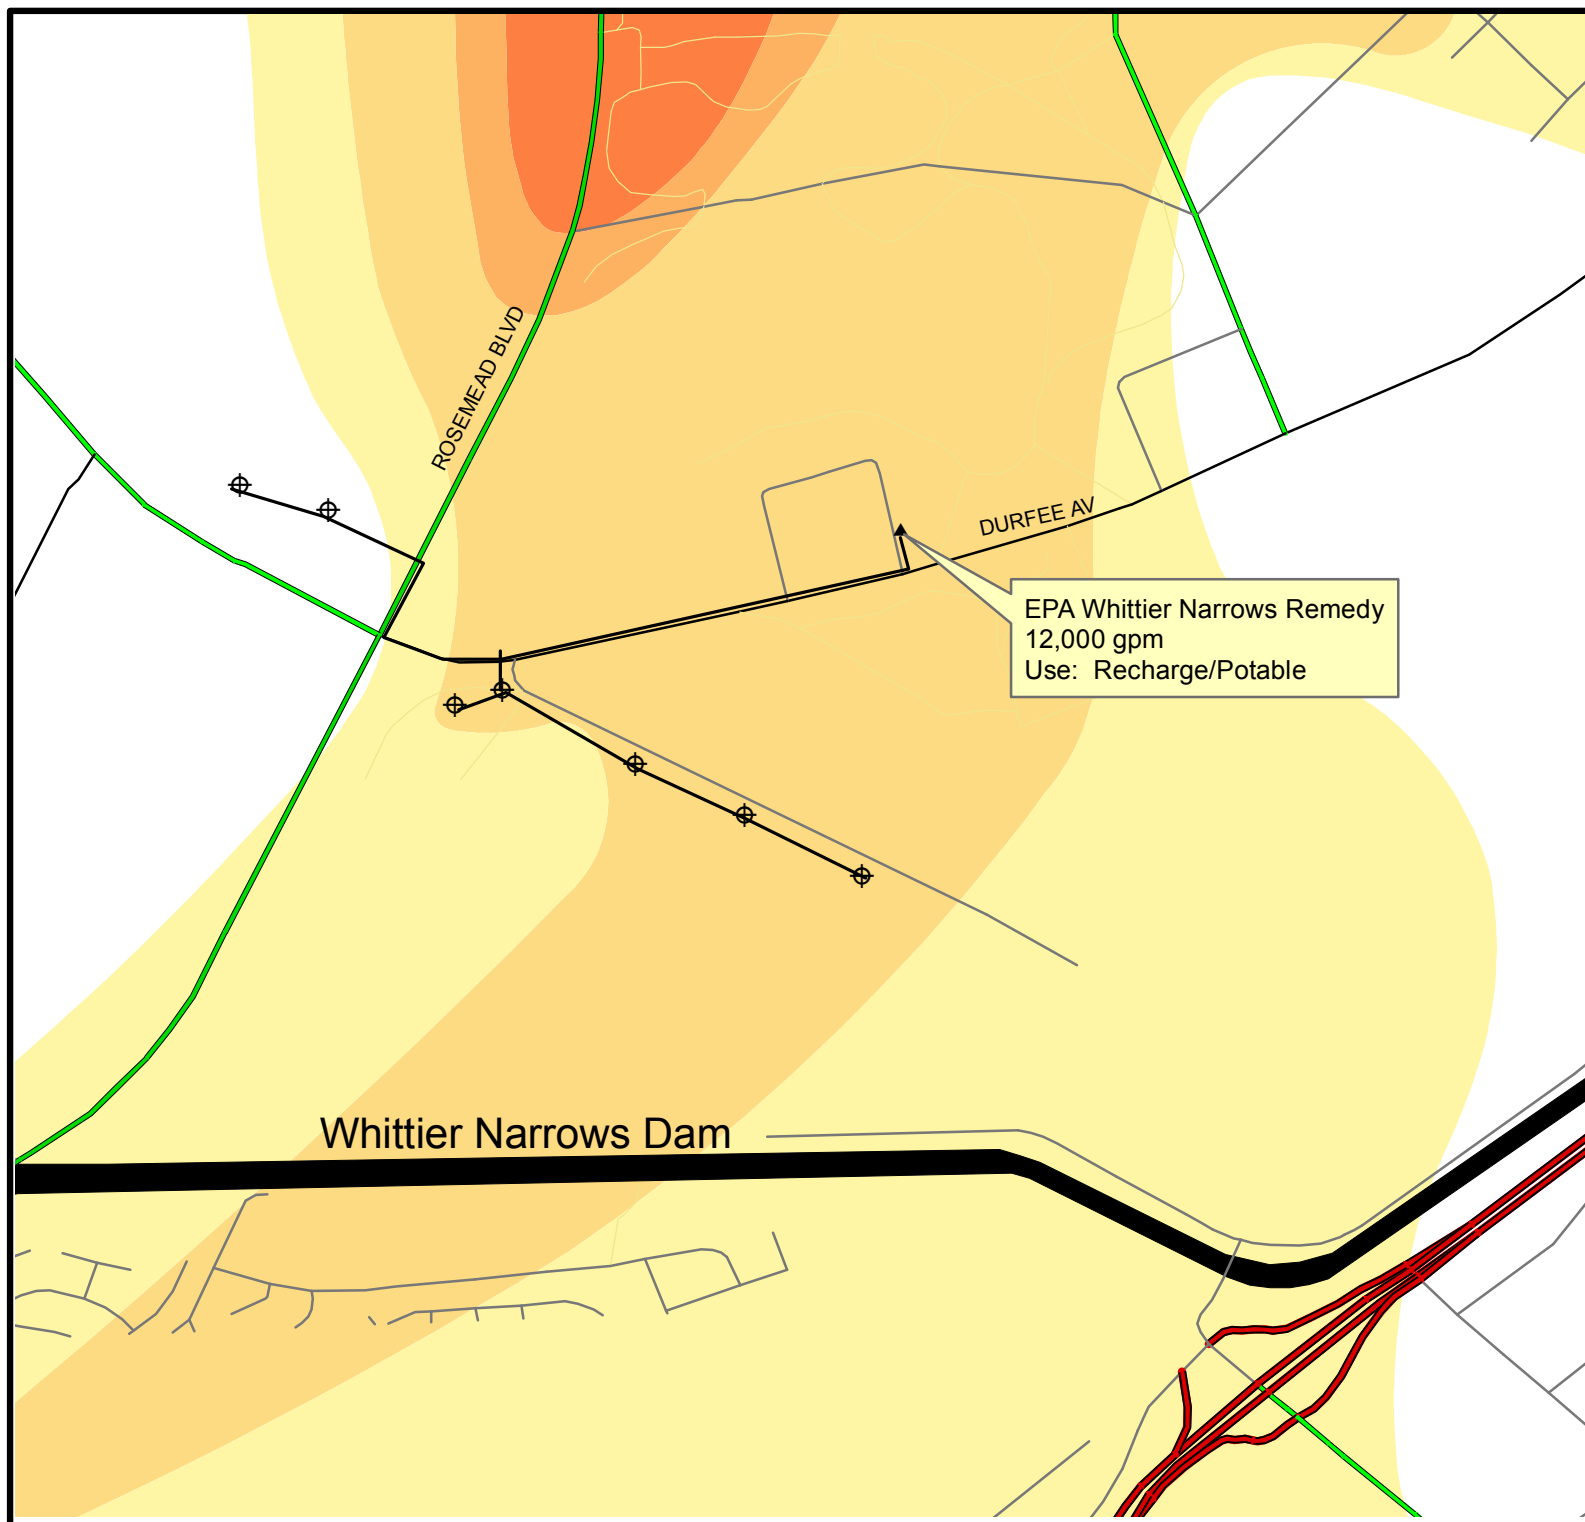 ROSEMEAD BLVD
DURFEE AV
EPA Whittier Narrows Remedy
12,000 gpm
Use: Recharge/Potable
Whittier Narrows Dam